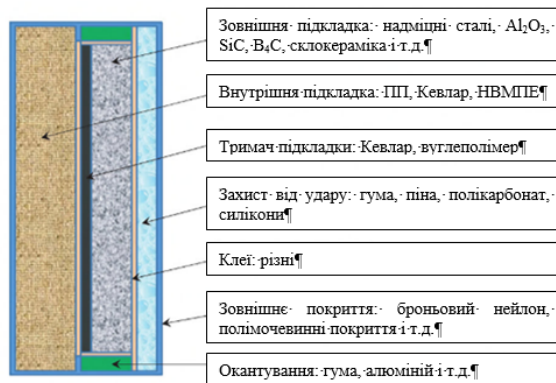 Зовнішня підкладка: надміцні сталі, Al₂O₃,
SiC, B₄C, склокераміка і т.д.¶
Внутрішня підкладка: ПП, Кевлар, НВМПЕ¶
Тримач підкладки: Кевлар, вуглеполімер¶
Захист від удару: гума, піна, полікарбонат,
силікони¶
Клеї: різні¶
Зовнішнє покриття: броньовий нейлон,
полімочевинні покриття і т.д.¶
Окантування: гума, алюміній і т.д.¶